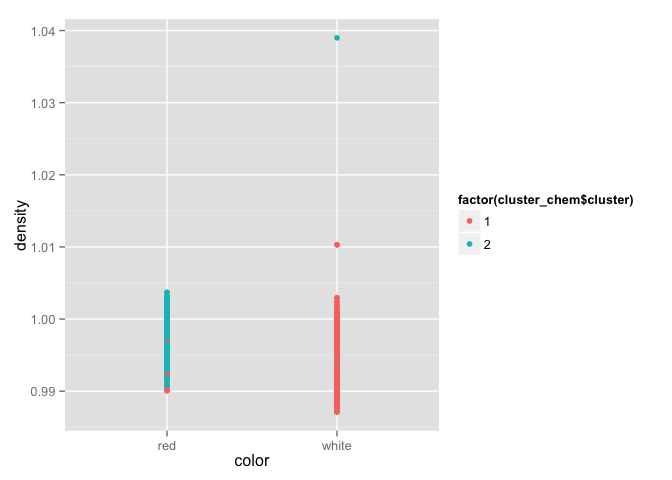 1.04
1.03
1.02
1.01
1.00
0.99
density
red white
color
factor(cluster_chem$cluster)
1
2